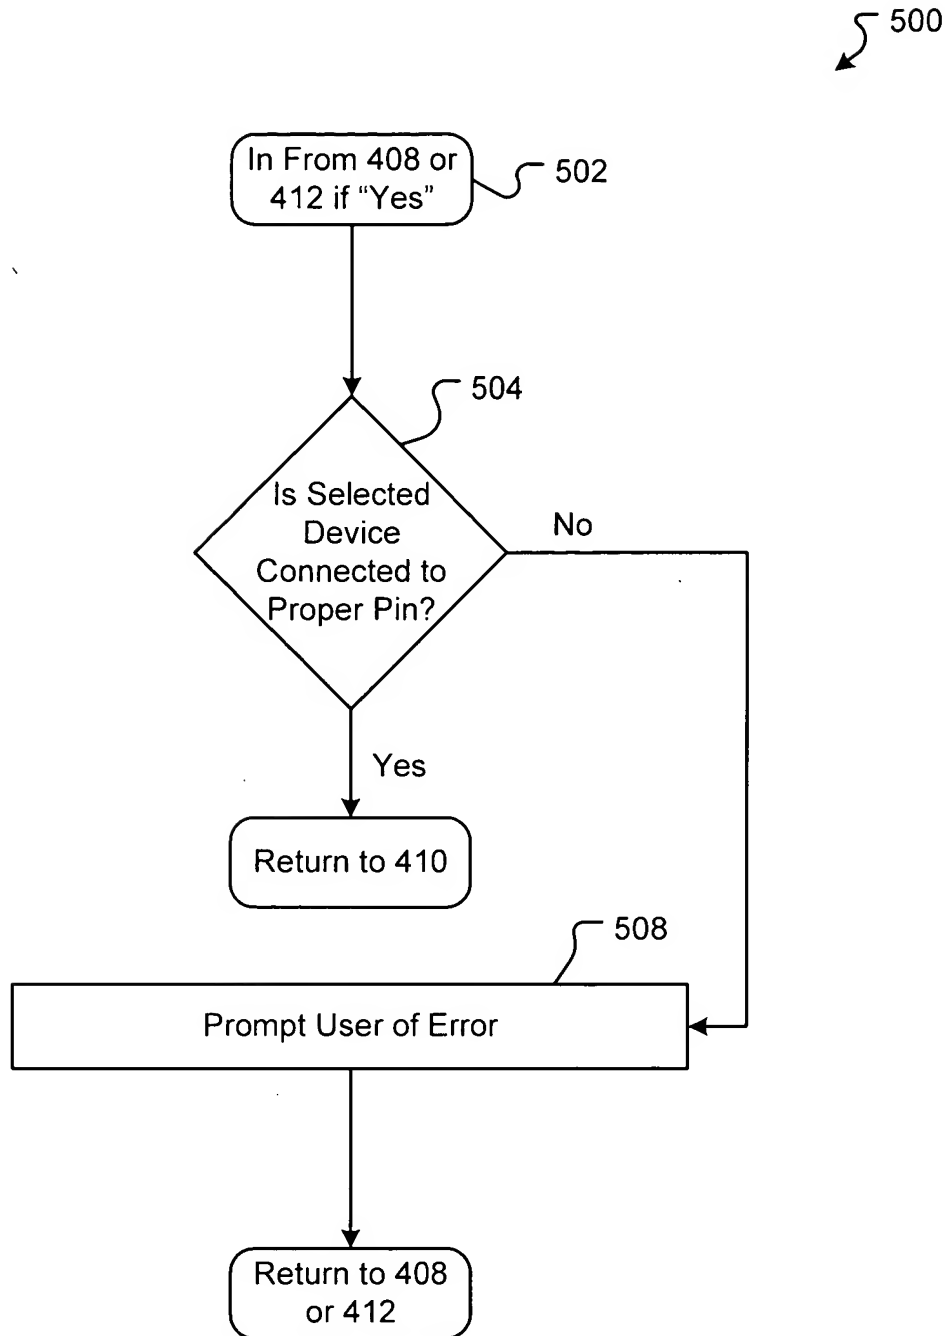 500
In From 408 or
412 if “Yes”
502
504
Is Selected
Device
Connected to
Proper Pin?
No
Yes
Return to 410
508
Prompt User of Error
Return to 408
or 412